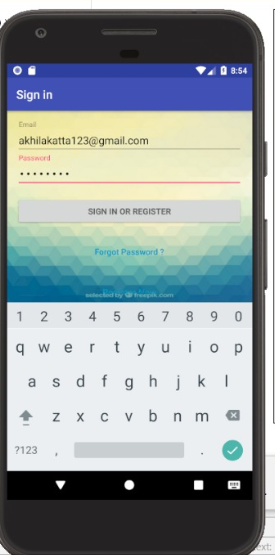 8:54
Sign in
Email
akhilakatta123@gmail.com
Password
••••••••
SIGN IN OR REGISTER
Forgot Password ?
selected by freepik.com
1 2 3 4 5 6 7 8 9 0
q w e r t y u i o p
a s d f g h j k l
z x c v b n m
?123 , .